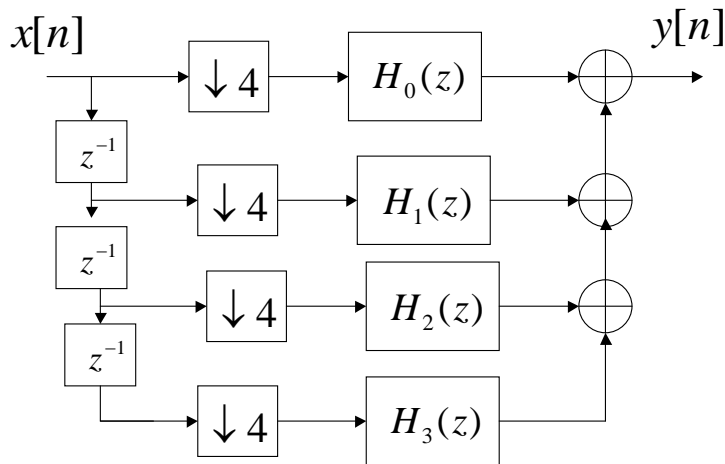 x[n] y[n]
↓4 H₀(z)
z⁻¹
↓4 H₁(z)
z⁻¹
↓4 H₂(z)
z⁻¹
↓4 H₃(z)